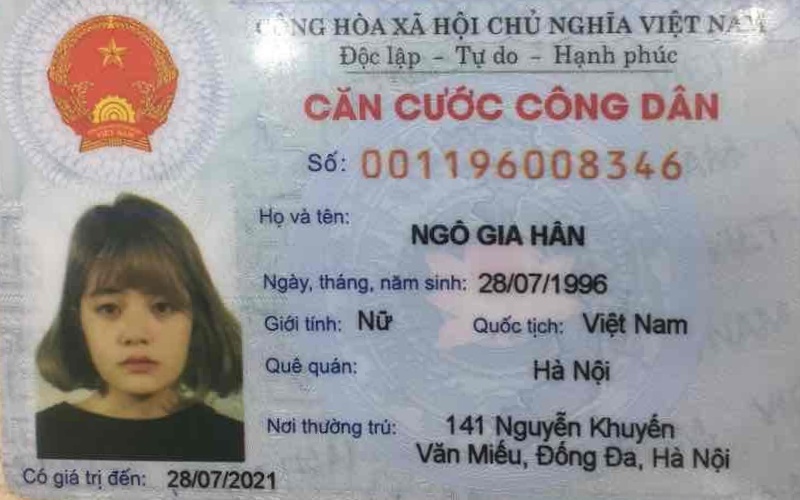 CỘNG HÒA XÃ HỘI CHỦ NGHĨA VIỆT NAM
Độc lập - Tự do - Hạnh phúc
CĂN CƯỚC CÔNG DÂN
Số: 001196008346
Họ và tên:
NGÔ GIA HÂN
Ngày, tháng, năm sinh: 28/07/1996
Giới tính: Nữ Quốc tịch: Việt Nam
Quê quán: Hà Nội
Nơi thường trú: 141 Nguyễn Khuyến
Văn Miếu, Đống Đa, Hà Nội
Có giá trị đến: 28/07/2021
VIỆT NAM